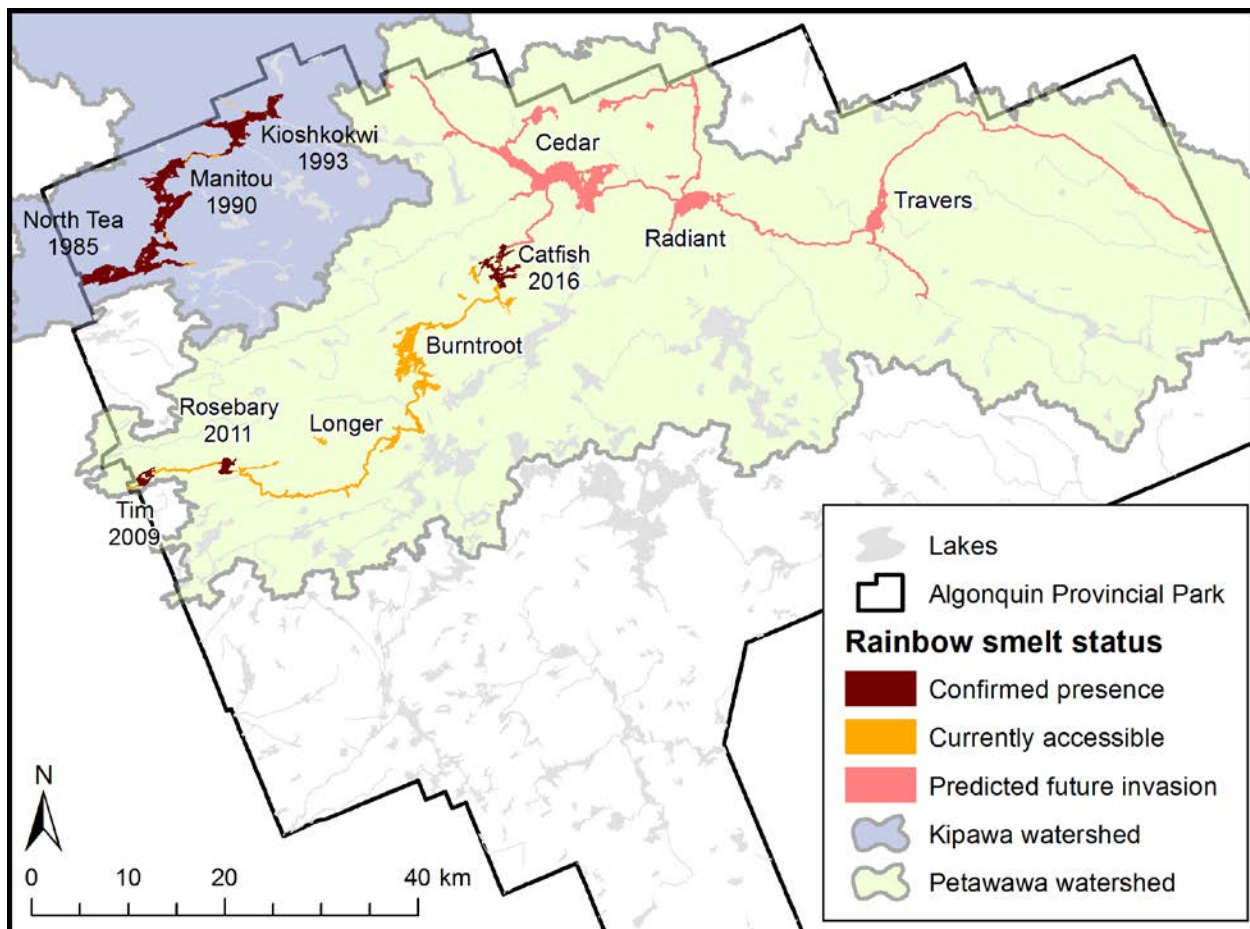 Kioshkokwi
1993
Manitou
1990
North Tea
1985
Cedar
Travers
Radiant
Catfish
2016
Burntroot
Rosebary
2011
Longer
Tim
2009
Lakes
Algonquin Provincial Park
Rainbow smelt status
Confirmed presence
Currently accessible
Predicted future invasion
Kipawa watershed
Petawawa watershed
N
0 10 20 40 km